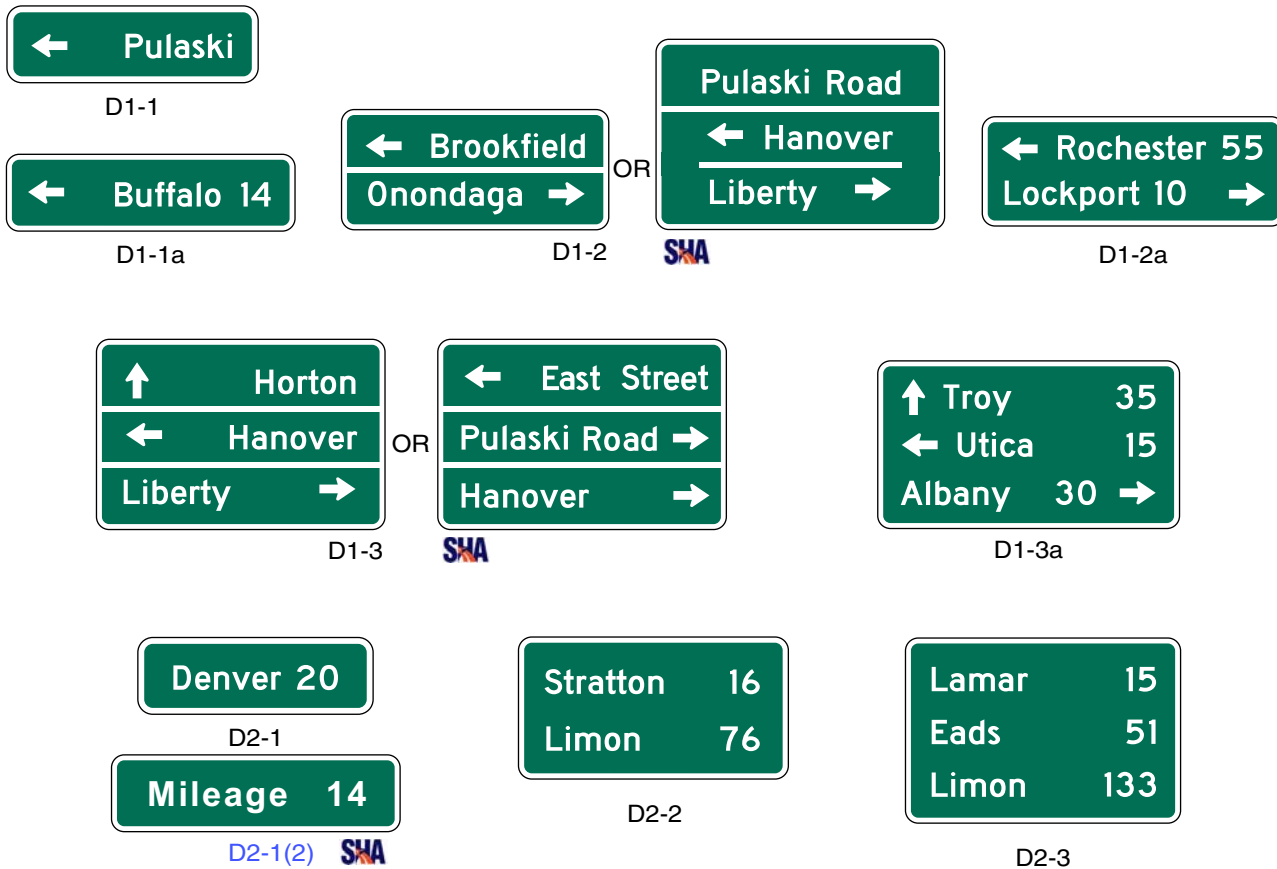 ← Pulaski
D1-1
← Buffalo 14
D1-1a
← Brookfield
Onondaga →
D1-2
OR
Pulaski Road
← Hanover
Liberty →
SHA
← Rochester 55
Lockport 10 →
D1-2a
↑ Horton
← Hanover
Liberty →
D1-3
OR
← East Street
Pulaski Road →
Hanover →
SHA
↑ Troy 35
← Utica 15
Albany 30 →
D1-3a
Denver 20
D2-1
Mileage 14
D2-1(2) SHA
Stratton 16
Limon 76
D2-2
Lamar 15
Eads 51
Limon 133
D2-3